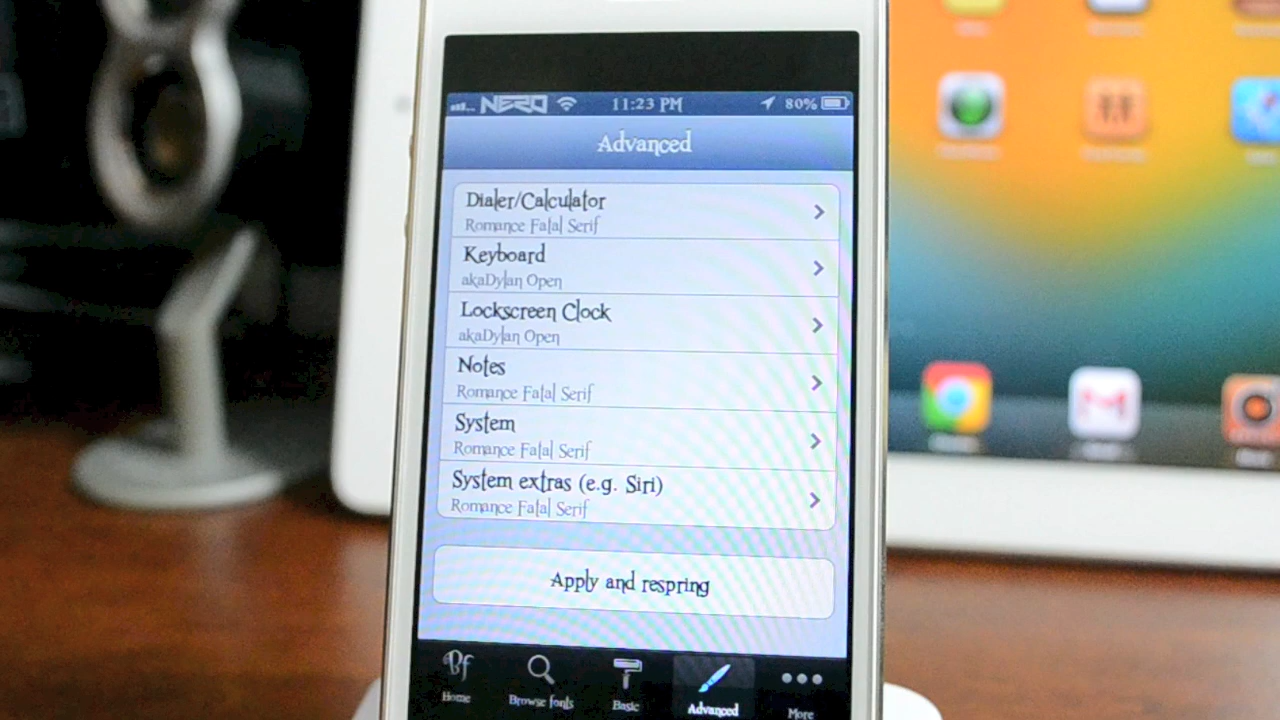 NERO 11:23 PM 80%
Advanced
Dialer/Calculator
Romance Fatal Serif
Keyboard
akaDylan Open
Lockscreen Clock
akaDylan Open
Notes
Romance Fatal Serif
System
Romance Fatal Serif
System extras (e.g. Siri)
Romance Fatal Serif
Apply and respring
Bf
Home Browse fonts Basic Advanced More